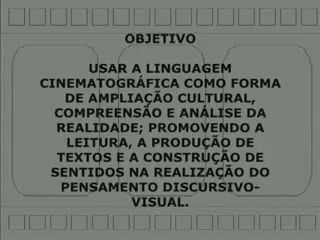 OBJETIVO
USAR A LINGUAGEM
CINEMATOGRÁFICA COMO FORMA
DE AMPLIAÇÃO CULTURAL,
COMPREENSÃO E ANÁLISE DA
REALIDADE; PROMOVENDO A
LEITURA, A PRODUÇÃO DE
TEXTOS E A CONSTRUÇÃO DE
SENTIDOS NA REALIZAÇÃO DO
PENSAMENTO DISCURSIVO-
VISUAL.